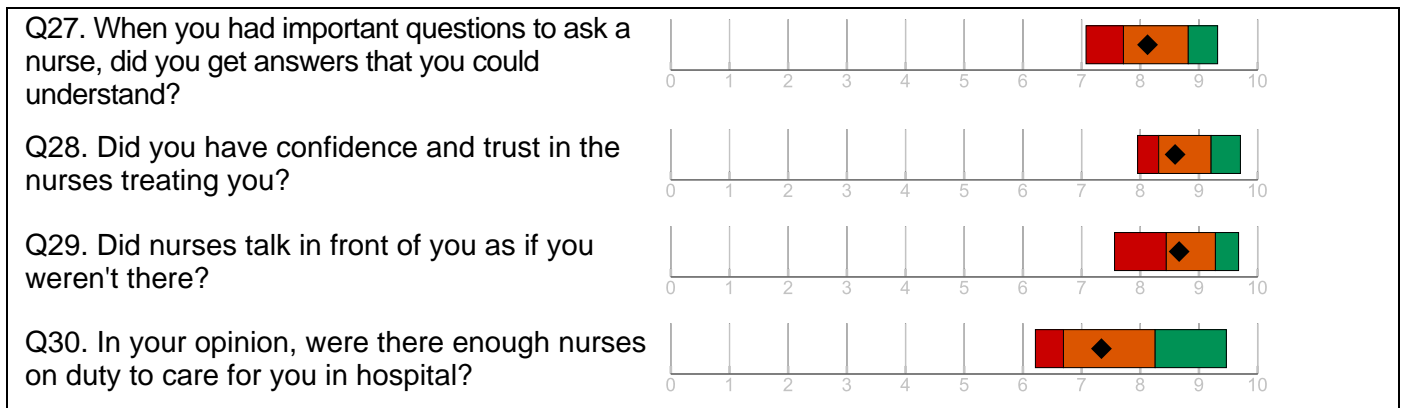 Q27. When you had important questions to ask a
nurse, did you get answers that you could
understand?
0 1 2 3 4 5 6 7 8 9 10
Q28. Did you have confidence and trust in the
nurses treating you?
0 1 2 3 4 5 6 7 8 9 10
Q29. Did nurses talk in front of you as if you
weren't there?
0 1 2 3 4 5 6 7 8 9 10
Q30. In your opinion, were there enough nurses
on duty to care for you in hospital?
0 1 2 3 4 5 6 7 8 9 10